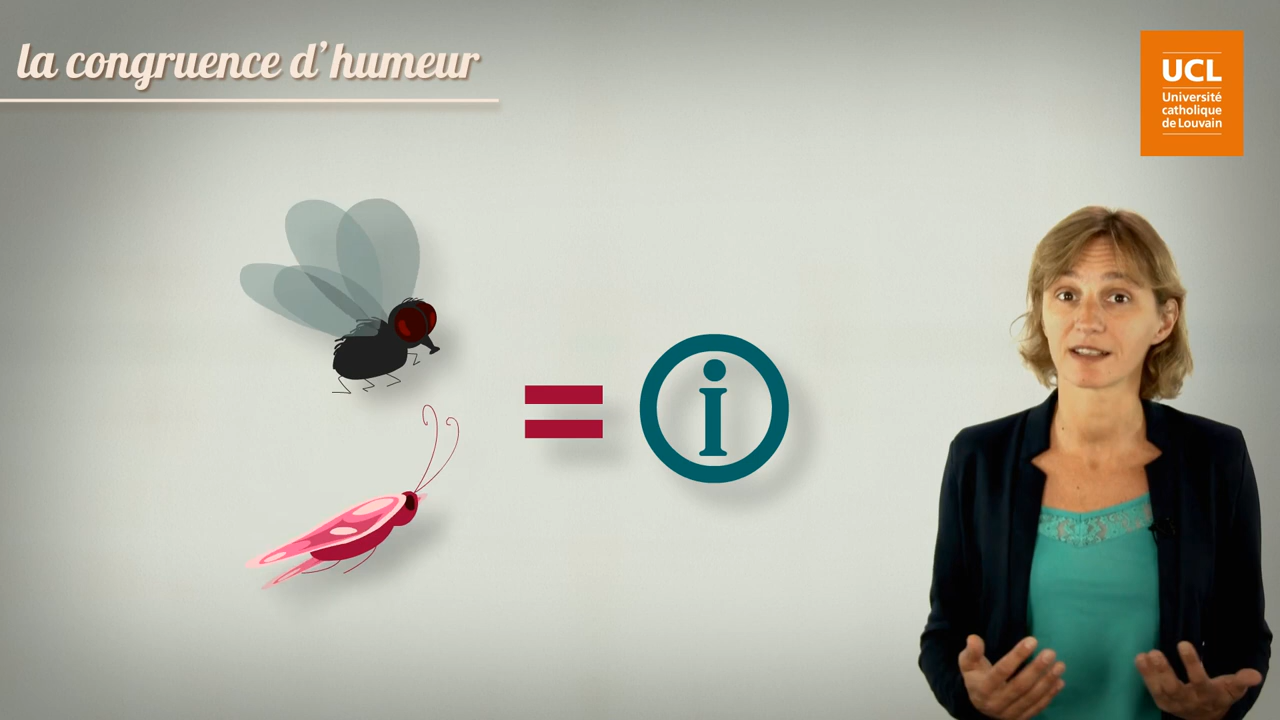 la congruence d'humeur
UCL
Université
catholique
de Louvain
i